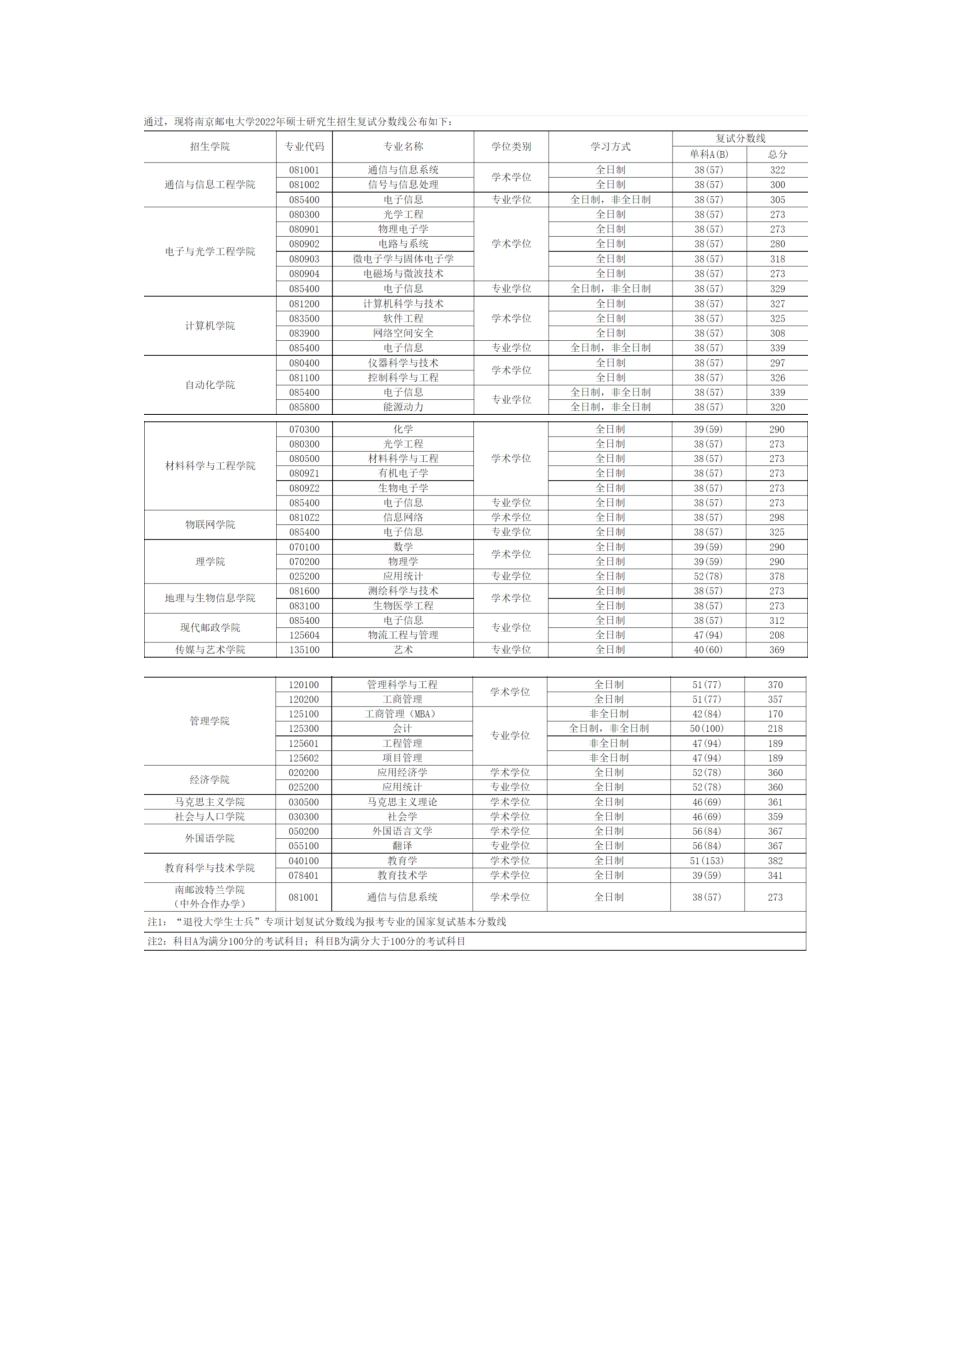 通过，现将南京邮电大学2022年硕士研究生招生复试分数线公布如下：
招生学院 专业代码 专业名称 学位类别 学习方式 复试分数线
单科A(B) 总分
通信与信息工程学院 081001 通信与信息系统 学术学位 全日制 38(57) 322
081002 信号与信息处理 全日制 38(57) 300
085400 电子信息 专业学位 全日制，非全日制 38(57) 305
电子与光学工程学院 080300 光学工程 学术学位 全日制 38(57) 273
080901 物理电子学 全日制 38(57) 273
080902 电路与系统 全日制 38(57) 280
080903 微电子学与固体电子学 全日制 38(57) 318
080904 电磁场与微波技术 全日制 38(57) 273
085400 电子信息 专业学位 全日制，非全日制 38(57) 329
计算机学院 081200 计算机科学与技术 学术学位 全日制 38(57) 327
083500 软件工程 全日制 38(57) 325
083900 网络空间安全 全日制 38(57) 308
085400 电子信息 专业学位 全日制，非全日制 38(57) 339
自动化学院 080400 仪器科学与技术 学术学位 全日制 38(57) 297
081100 控制科学与工程 全日制 38(57) 326
085400 电子信息 专业学位 全日制，非全日制 38(57) 339
085800 能源动力 全日制，非全日制 38(57) 320
材料科学与工程学院 070300 化学 学术学位 全日制 39(59) 290
080300 光学工程 全日制 38(57) 273
080500 材料科学与工程 全日制 38(57) 273
0809Z1 有机电子学 全日制 38(57) 273
0809Z2 生物电子学 全日制 38(57) 273
085400 电子信息 专业学位 全日制 38(57) 273
物联网学院 0810Z2 信息网络 学术学位 全日制 38(57) 298
085400 电子信息 专业学位 全日制 38(57) 325
理学院 070100 数学 学术学位 全日制 39(59) 290
070200 物理学 全日制 39(59) 290
025200 应用统计 专业学位 全日制 52(78) 378
地理与生物信息学院 081600 测绘科学与技术 学术学位 全日制 38(57) 273
083100 生物医学工程 全日制 38(57) 273
现代邮政学院 085400 电子信息 专业学位 全日制 38(57) 312
125604 物流工程与管理 全日制 47(94) 208
传媒与艺术学院 135100 艺术 专业学位 全日制 40(60) 369
管理学院 120100 管理科学与工程 学术学位 全日制 51(77) 370
120200 工商管理 全日制 51(77) 357
125100 工商管理（MBA） 专业学位 非全日制 42(84) 170
125300 会计 全日制，非全日制 50(100) 218
125601 工程管理 非全日制 47(94) 189
125602 项目管理 非全日制 47(94) 189
经济学院 020200 应用经济学 学术学位 全日制 52(78) 360
025200 应用统计 专业学位 全日制 52(78) 360
马克思主义学院 030500 马克思主义理论 学术学位 全日制 46(69) 361
社会与人口学院 030300 社会学 学术学位 全日制 46(69) 359
外国语学院 050200 外国语言文学 学术学位 全日制 56(84) 367
055100 翻译 专业学位 全日制 56(84) 367
教育科学与技术学院 040100 教育学 学术学位 全日制 51(153) 382
078401 教育技术学 学术学位 全日制 39(59) 341
南邮波特兰学院
（中外合作办学） 081001 通信与信息系统 学术学位 全日制 38(57) 273
注1：“退役大学生士兵”专项计划复试分数线为报考专业的国家复试基本分数线
注2：科目A为满分100分的考试科目；科目B为满分大于100分的考试科目